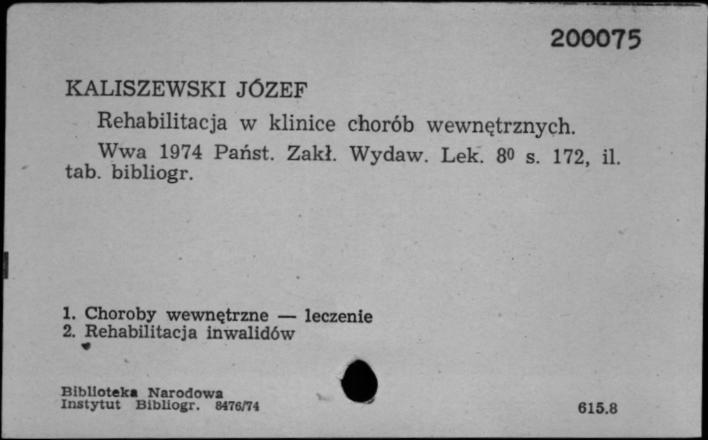 200075
KALISZEWSKI JÓZEF
Rehabilitacja w klinice chorób wewnętrznych.
Wwa 1974 Państ. Zakł. Wydaw. Lek. 8⁰ s. 172, il.
tab. bibliogr.
1. Choroby wewnętrzne — leczenie
2. Rehabilitacja inwalidów
Biblioteka Narodowa
Instytut Bibliogr. 8476/74
615.8